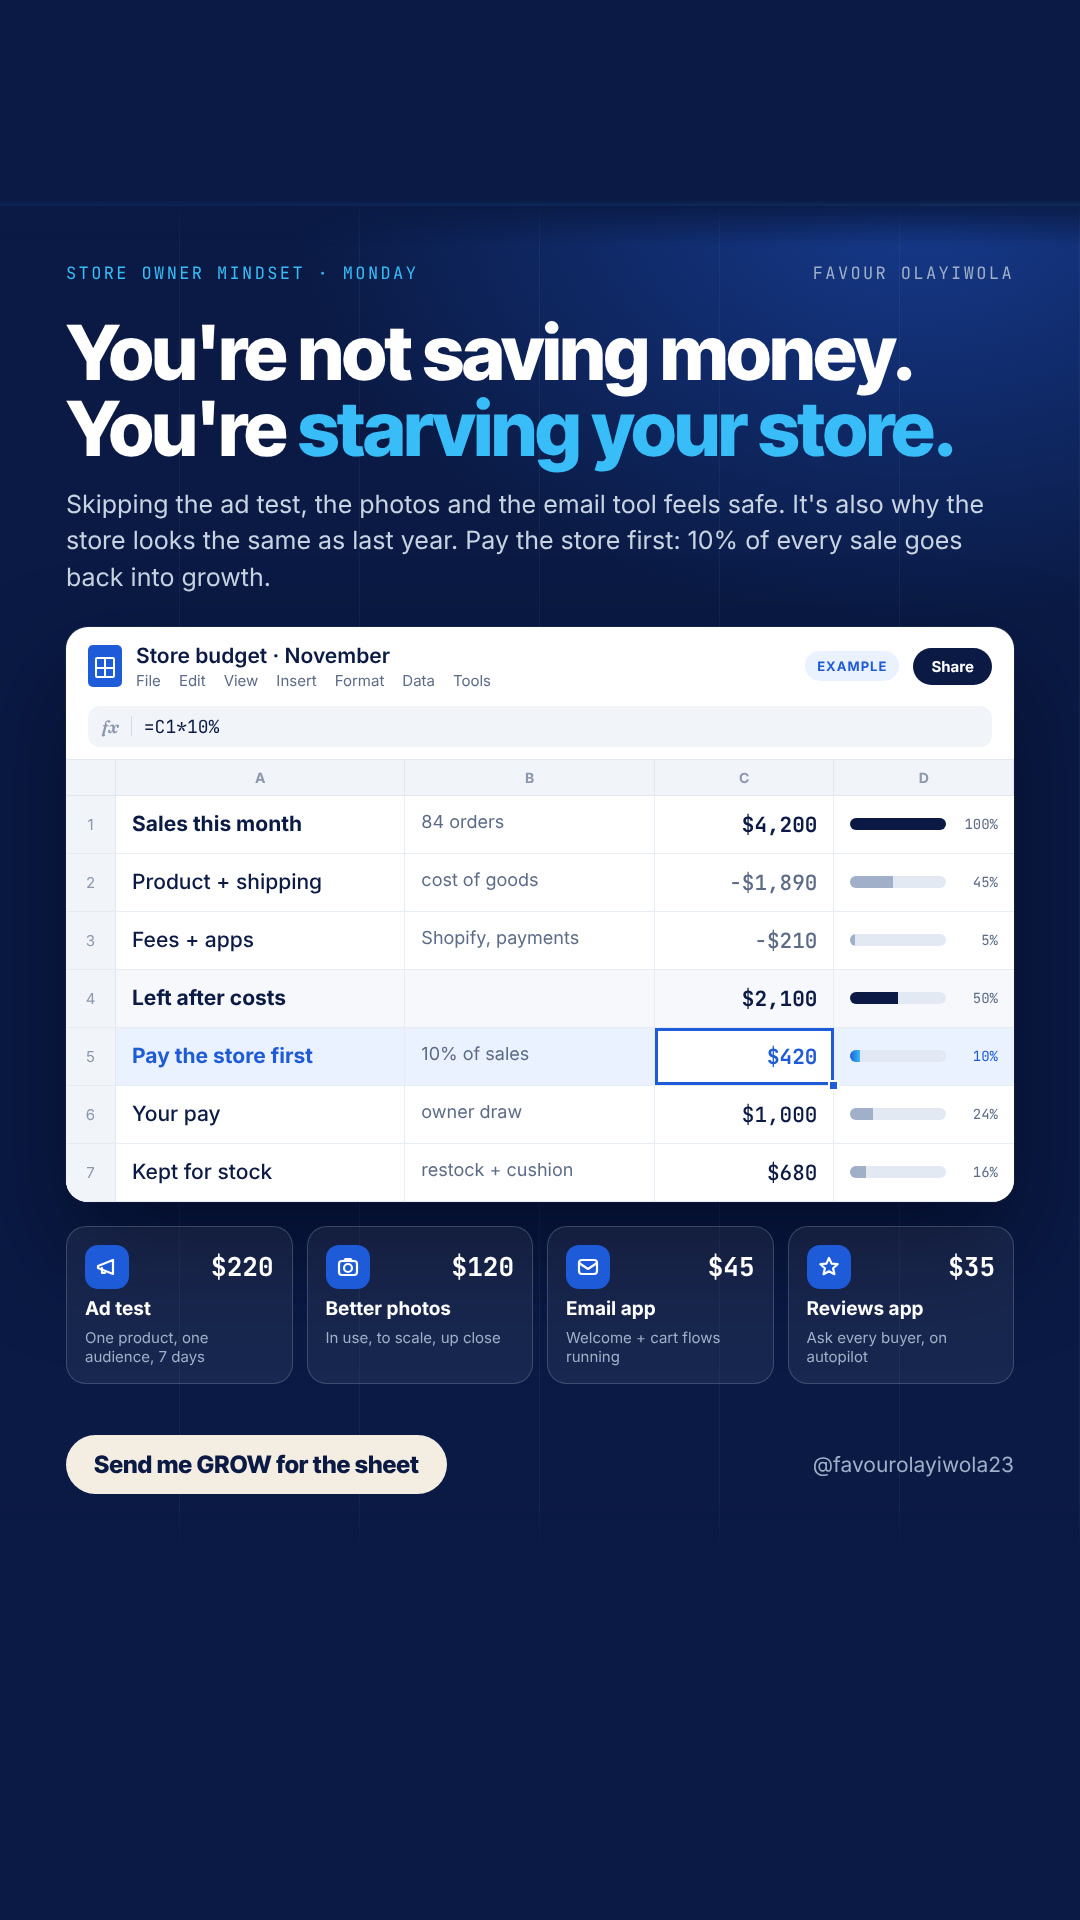 STORE OWNER MINDSET · MONDAY
FAVOUR OLAYIWOLA
You're not saving money.
You're starving your store.
Skipping the ad test, the photos and the email tool feels safe. It's also why the
store looks the same as last year. Pay the store first: 10% of every sale goes
back into growth.
Store budget · November
File Edit View Insert Format Data Tools
EXAMPLE
Share
fx =C1*10%
A B C D
1 Sales this month 84 orders $4,200 100%
2 Product + shipping cost of goods -$1,890 45%
3 Fees + apps Shopify, payments -$210 5%
4 Left after costs $2,100 50%
5 Pay the store first 10% of sales $420 10%
6 Your pay owner draw $1,000 24%
7 Kept for stock restock + cushion $680 16%
$220
Ad test
One product, one
audience, 7 days
$120
Better photos
In use, to scale, up close
$45
Email app
Welcome + cart flows
running
$35
Reviews app
Ask every buyer, on
autopilot
Send me GROW for the sheet
@favourolayiwola23